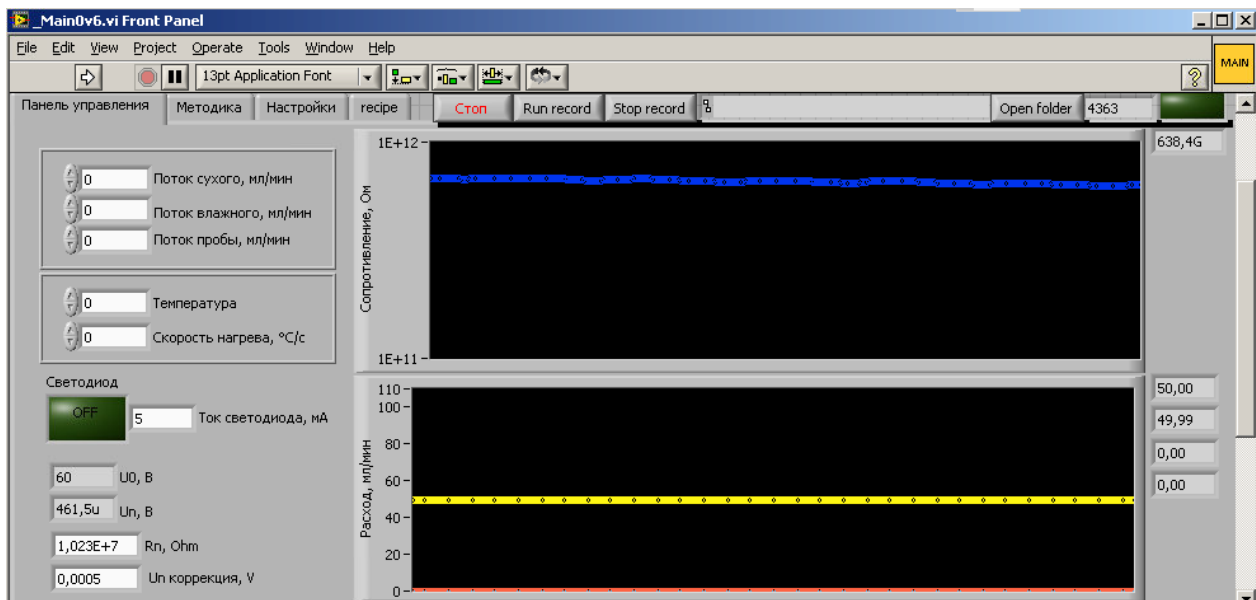 _Main0v6.vi Front Panel
File Edit View Project Operate Tools Window Help
13pt Application Font
MAIN
Панель управления Методика Настройки recipe Стоп Run record Stop record Open folder 4363
1E+12
638,4G
0 Поток сухого, мл/мин
0 Поток влажного, мл/мин
0 Поток пробы, мл/мин
Сопротивление, Ом
0 Температура
0 Скорость нагрева, °C/с
1E+11
Светодиод
OFF
5 Ток светодиода, мА
60 U0, В
461,5u Un, В
1,023E+7 Rn, Ohm
0,0005 Un коррекция, V
Расход, мл/мин
110
100
80
60
40
20
0
50,00
49,99
0,00
0,00